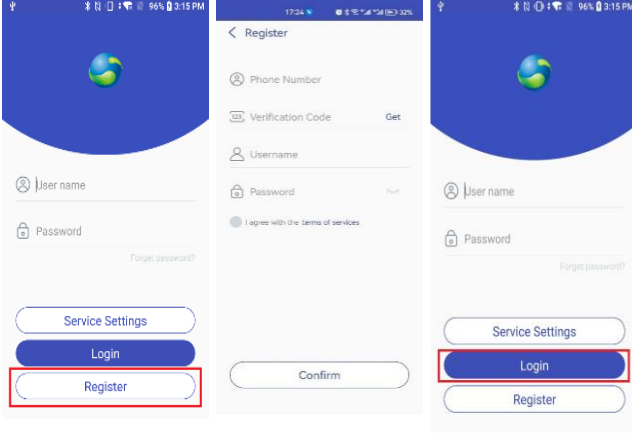 96% 3:15 PM
User name
Password
Forget password?
Service Settings
Login
Register
17:24 32%
Register
Phone Number
123 Verification Code Get
Username
Password
I agree with the terms of services
Confirm
96% 3:15 PM
User name
Password
Forget password?
Service Settings
Login
Register